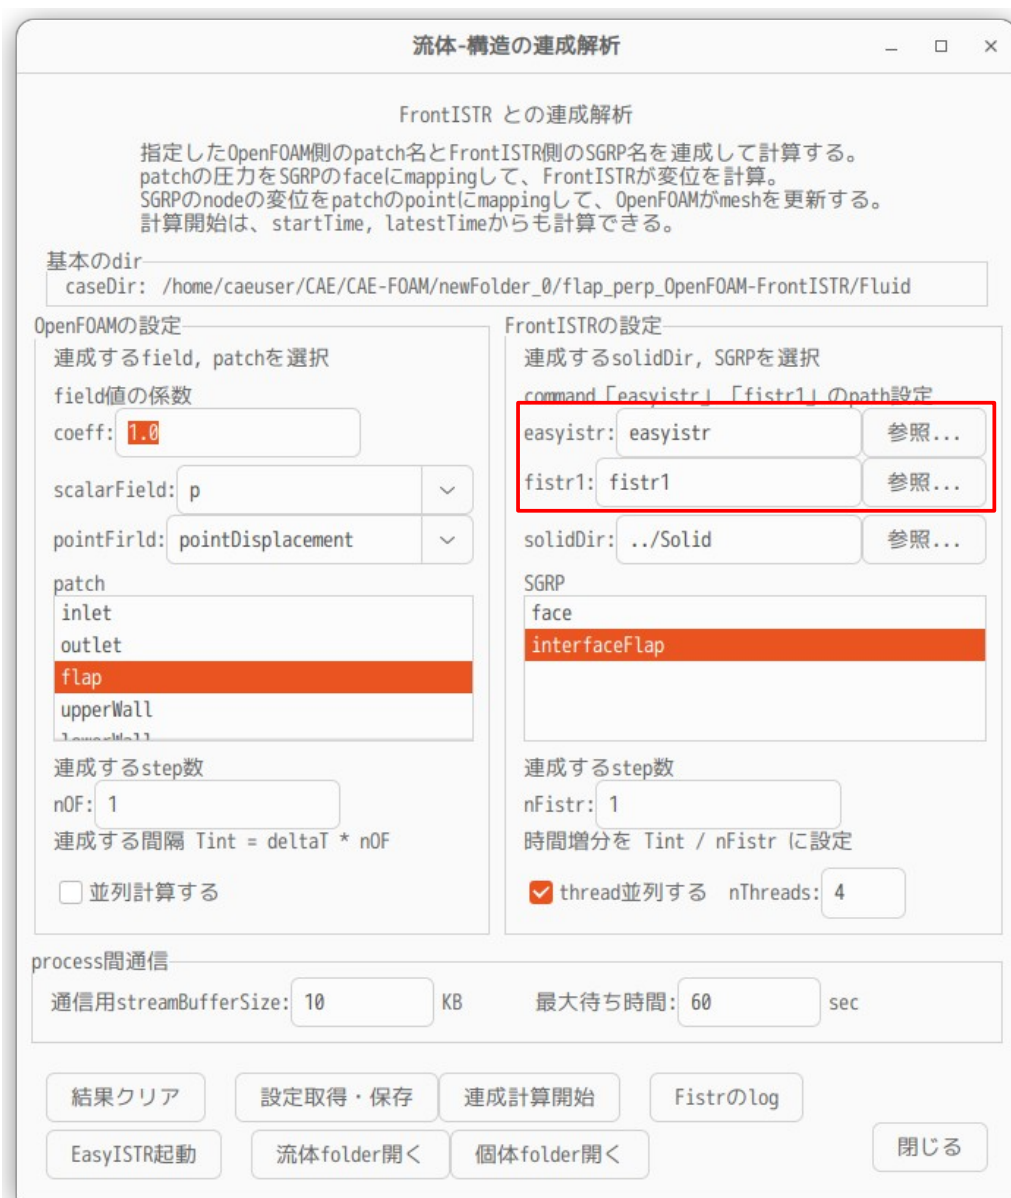 流体-構造の連成解析
FrontISTR との連成解析
指定したOpenFOAM側のpatch名とFrontISTR側のSGRP名を連成して計算する。
patchの圧力をSGRPのfaceにmappingして、FrontISTRが変位を計算。
SGRPのnodeの変位をpatchのpointにmappingして、OpenFOAMがmeshを更新する。
計算開始は、startTime, latestTimeからも計算できる。
基本のdir
caseDir: /home/caeuser/CAE/CAE-FOAM/newFolder_0/flap_perp_OpenFOAM-FrontISTR/Fluid
OpenFOAMの設定
連成するfield, patchを選択
field値の係数
coeff: 1.0
scalarField: p
pointFirld: pointDisplacement
patch
inlet
outlet
flap
upperWall
lowerWall
連成するstep数
nOF: 1
連成する間隔 Tint = deltaT * nOF
並列計算する
FrontISTRの設定
連成するsolidDir, SGRPを選択
command「easyistr」「fistr1」のpath設定
easyistr: easyistr 参照...
fistr1: fistr1 参照...
solidDir: ../Solid 参照...
SGRP
face
interfaceFlap
連成するstep数
nFistr: 1
時間増分を Tint / nFistr に設定
thread並列する nThreads: 4
process間通信
通信用streamBufferSize: 10 KB 最大待ち時間: 60 sec
結果クリア 設定取得・保存 連成計算開始 Fistrのlog
EasyISTR起動 流体folder開く 個体folder開く 閉じる